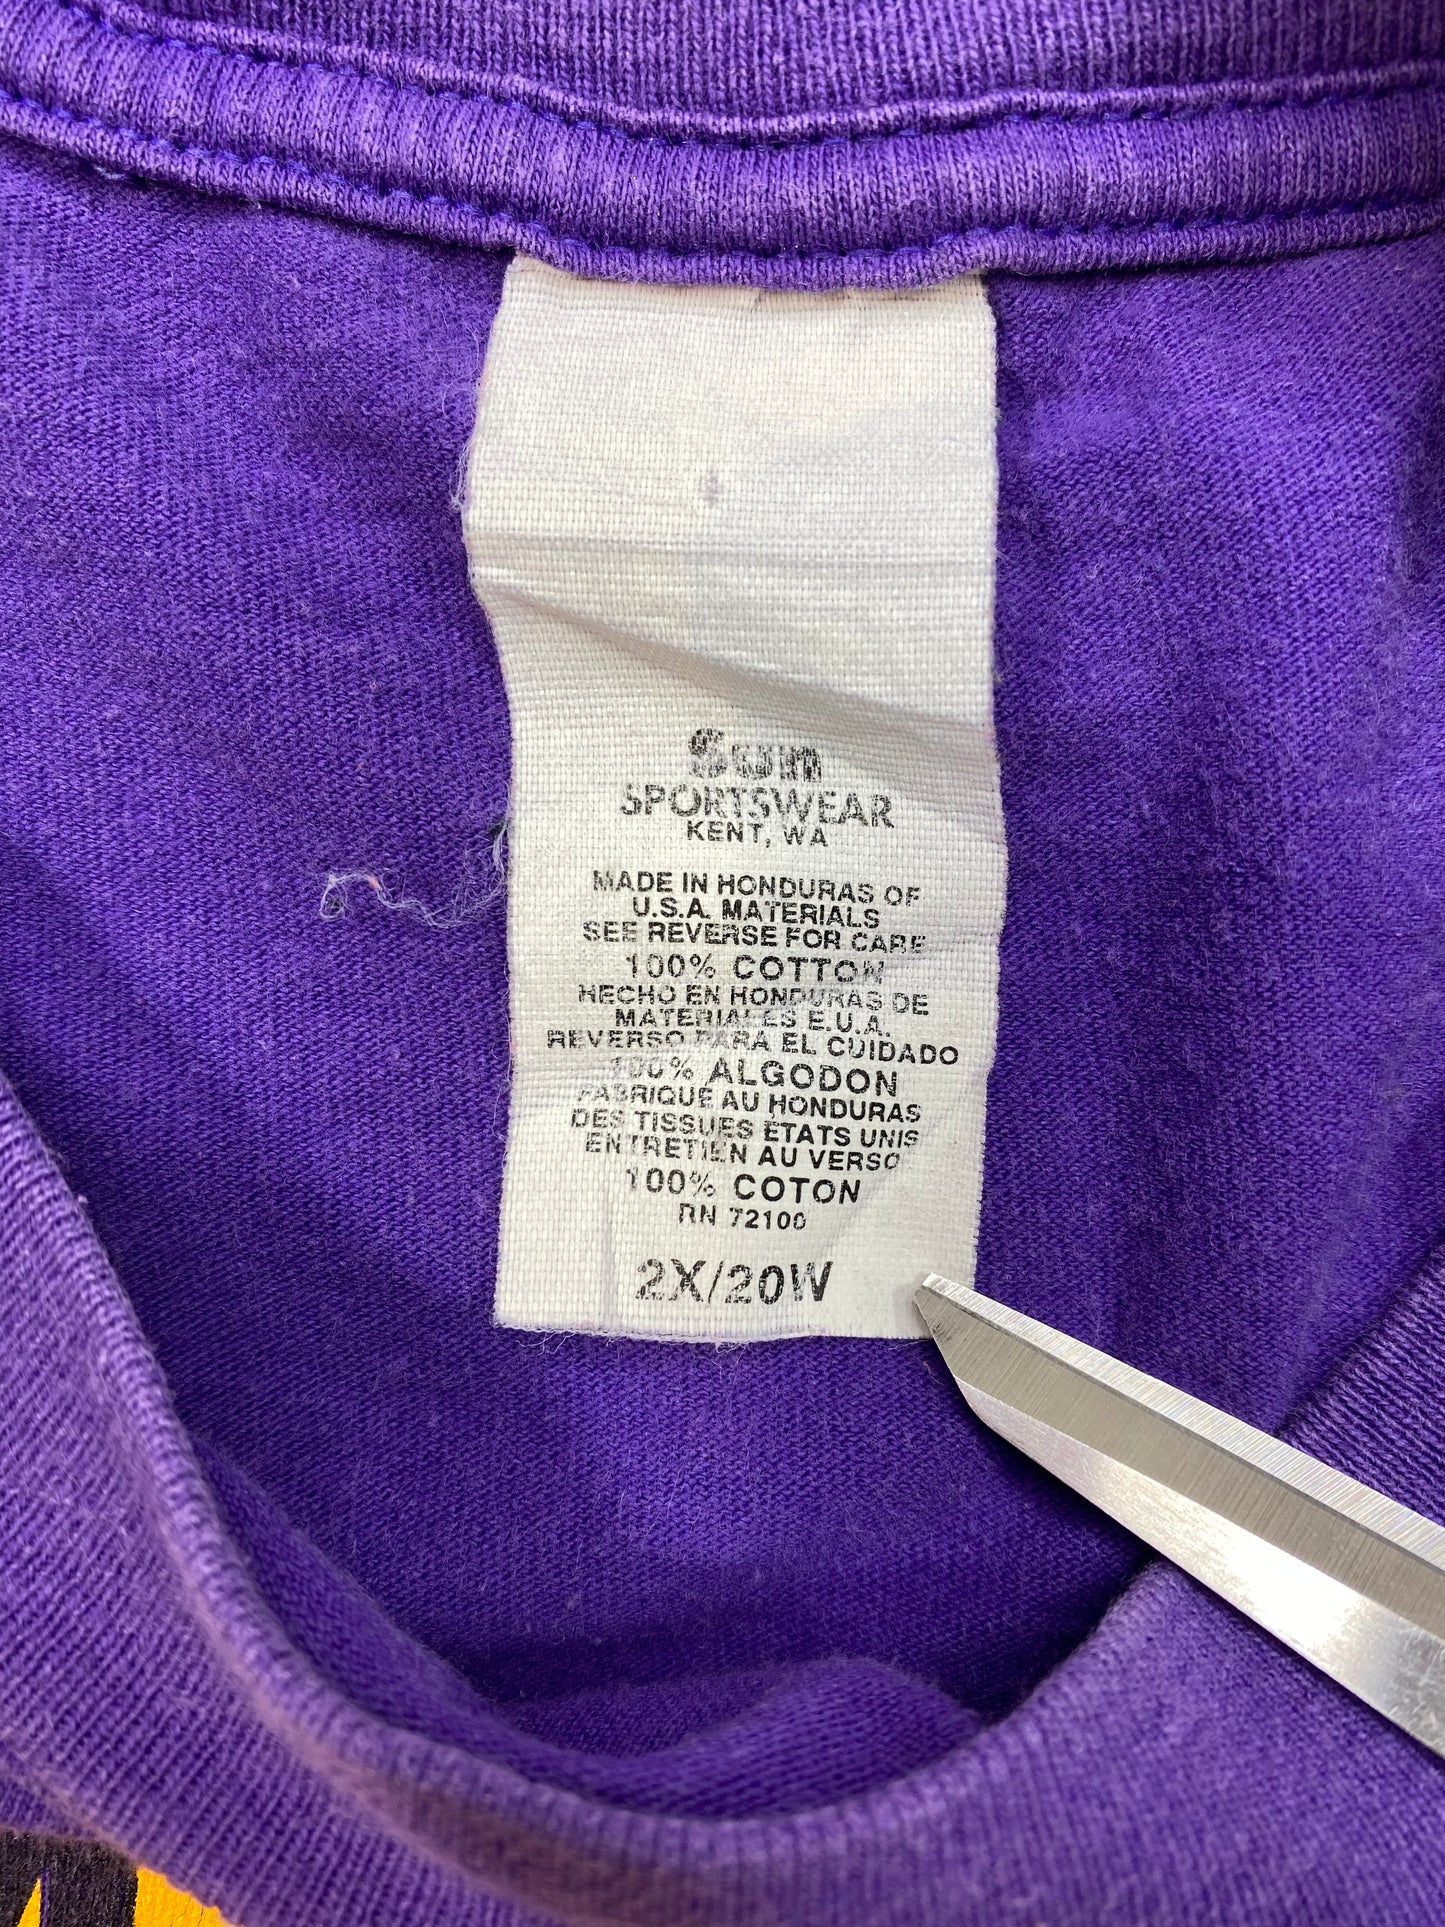 Sun
SPORTSWEAR
KENT, WA
MADE IN HONDURAS OF
U.S.A. MATERIALS
SEE REVERSE FOR CARE
100% COTTON
HECHO EN HONDURAS DE
MATERIALES E.U.A.
REVERSO PARA EL CUIDADO
100% ALGODON
FABRIQUE AU HONDURAS
DES TISSUES ÉTATS UNIS
ENTRETIEN AU VERSO
100% COTON
RN 72100
2X/20W